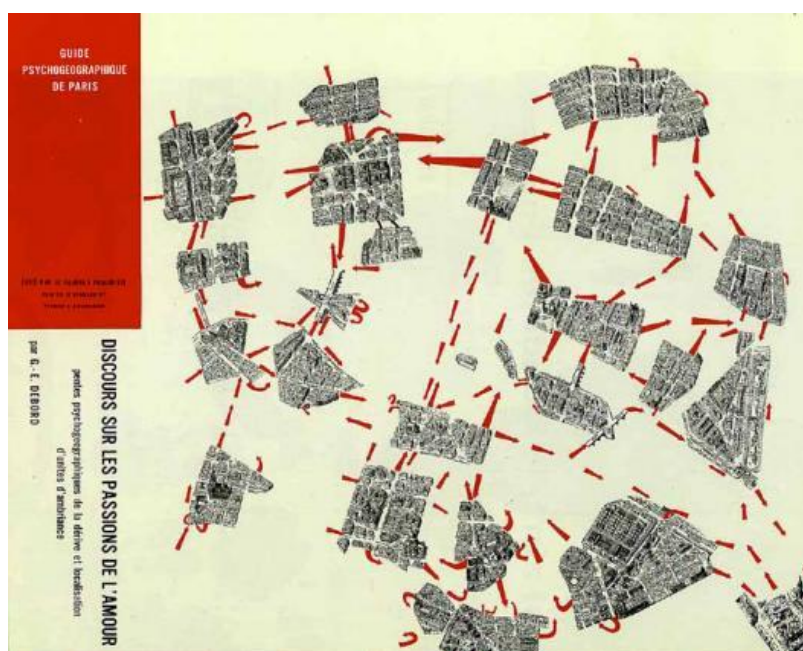 GUIDE
PSYCHOGEOGRAPHIQUE
DE PARIS
DISCOURS SUR LES PASSIONS DE L'AMOUR
pentes psychogeographiques de la dérive et localisation
d'unites d'ambiance
par G.-E. DEBORD